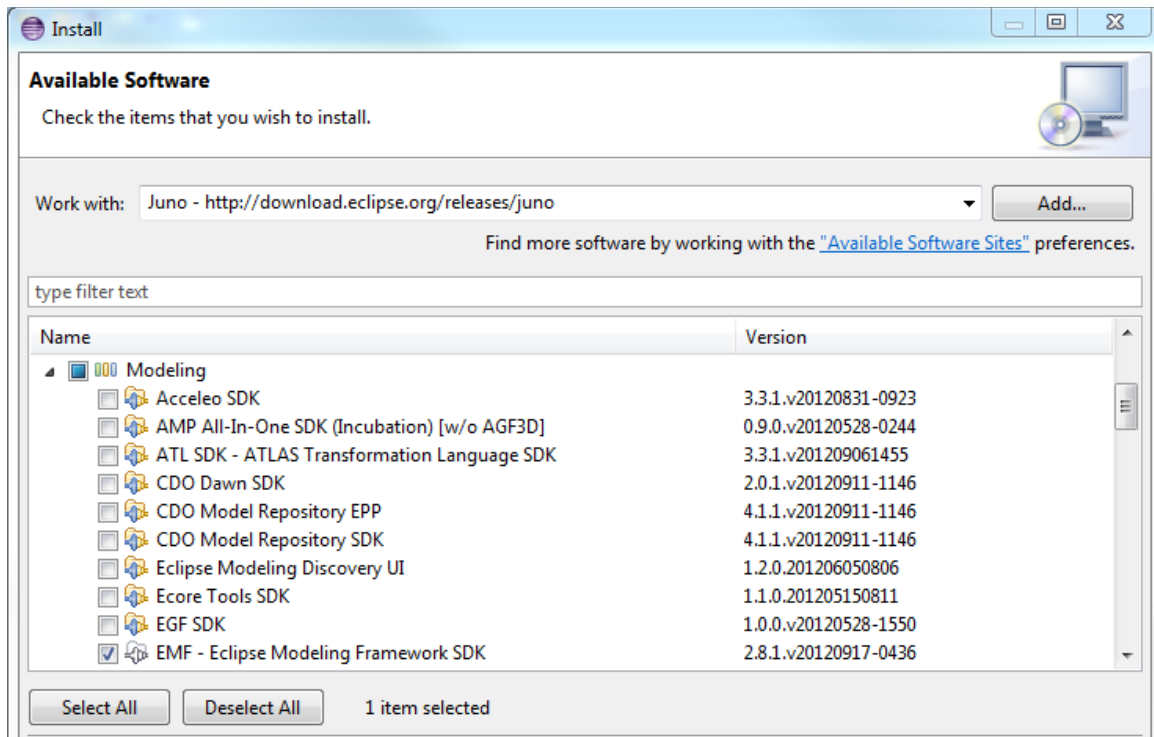 Install
Available Software
Check the items that you wish to install.
Work with: Juno - http://download.eclipse.org/releases/juno Add...
Find more software by working with the "Available Software Sites" preferences.
type filter text
Name Version
Modeling
Acceleo SDK 3.3.1.v20120831-0923
AMP All-In-One SDK (Incubation) [w/o AGF3D] 0.9.0.v20120528-0244
ATL SDK - ATLAS Transformation Language SDK 3.3.1.v201209061455
CDO Dawn SDK 2.0.1.v20120911-1146
CDO Model Repository EPP 4.1.1.v20120911-1146
CDO Model Repository SDK 4.1.1.v20120911-1146
Eclipse Modeling Discovery UI 1.2.0.201206050806
Ecore Tools SDK 1.1.0.201205150811
EGF SDK 1.0.0.v20120528-1550
EMF - Eclipse Modeling Framework SDK 2.8.1.v20120917-0436
Select All Deselect All 1 item selected